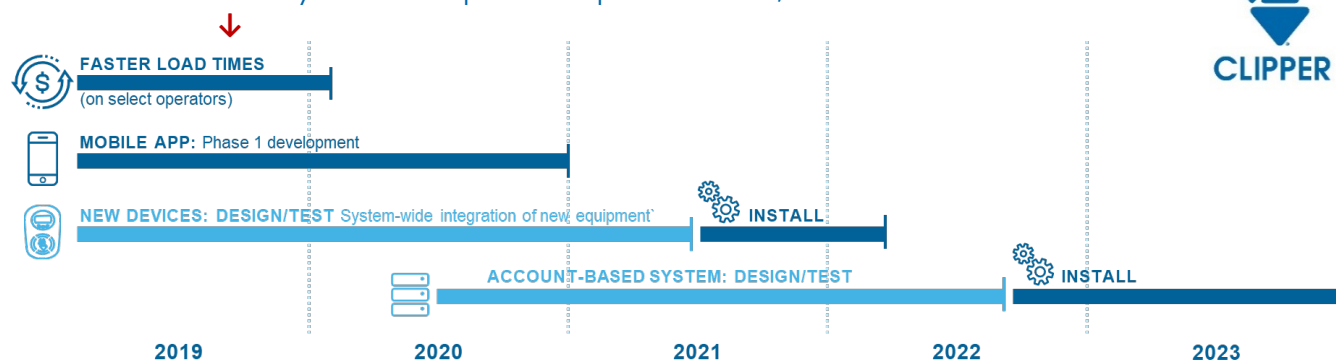 FASTER LOAD TIMES
$
(on select operators)
CLIPPER
MOBILE APP: Phase 1 development
NEW DEVICES: DESIGN/TEST System-wide integration of new equipment`
INSTALL
ACCOUNT-BASED SYSTEM: DESIGN/TEST
INSTALL
2019 2020 2021 2022 2023